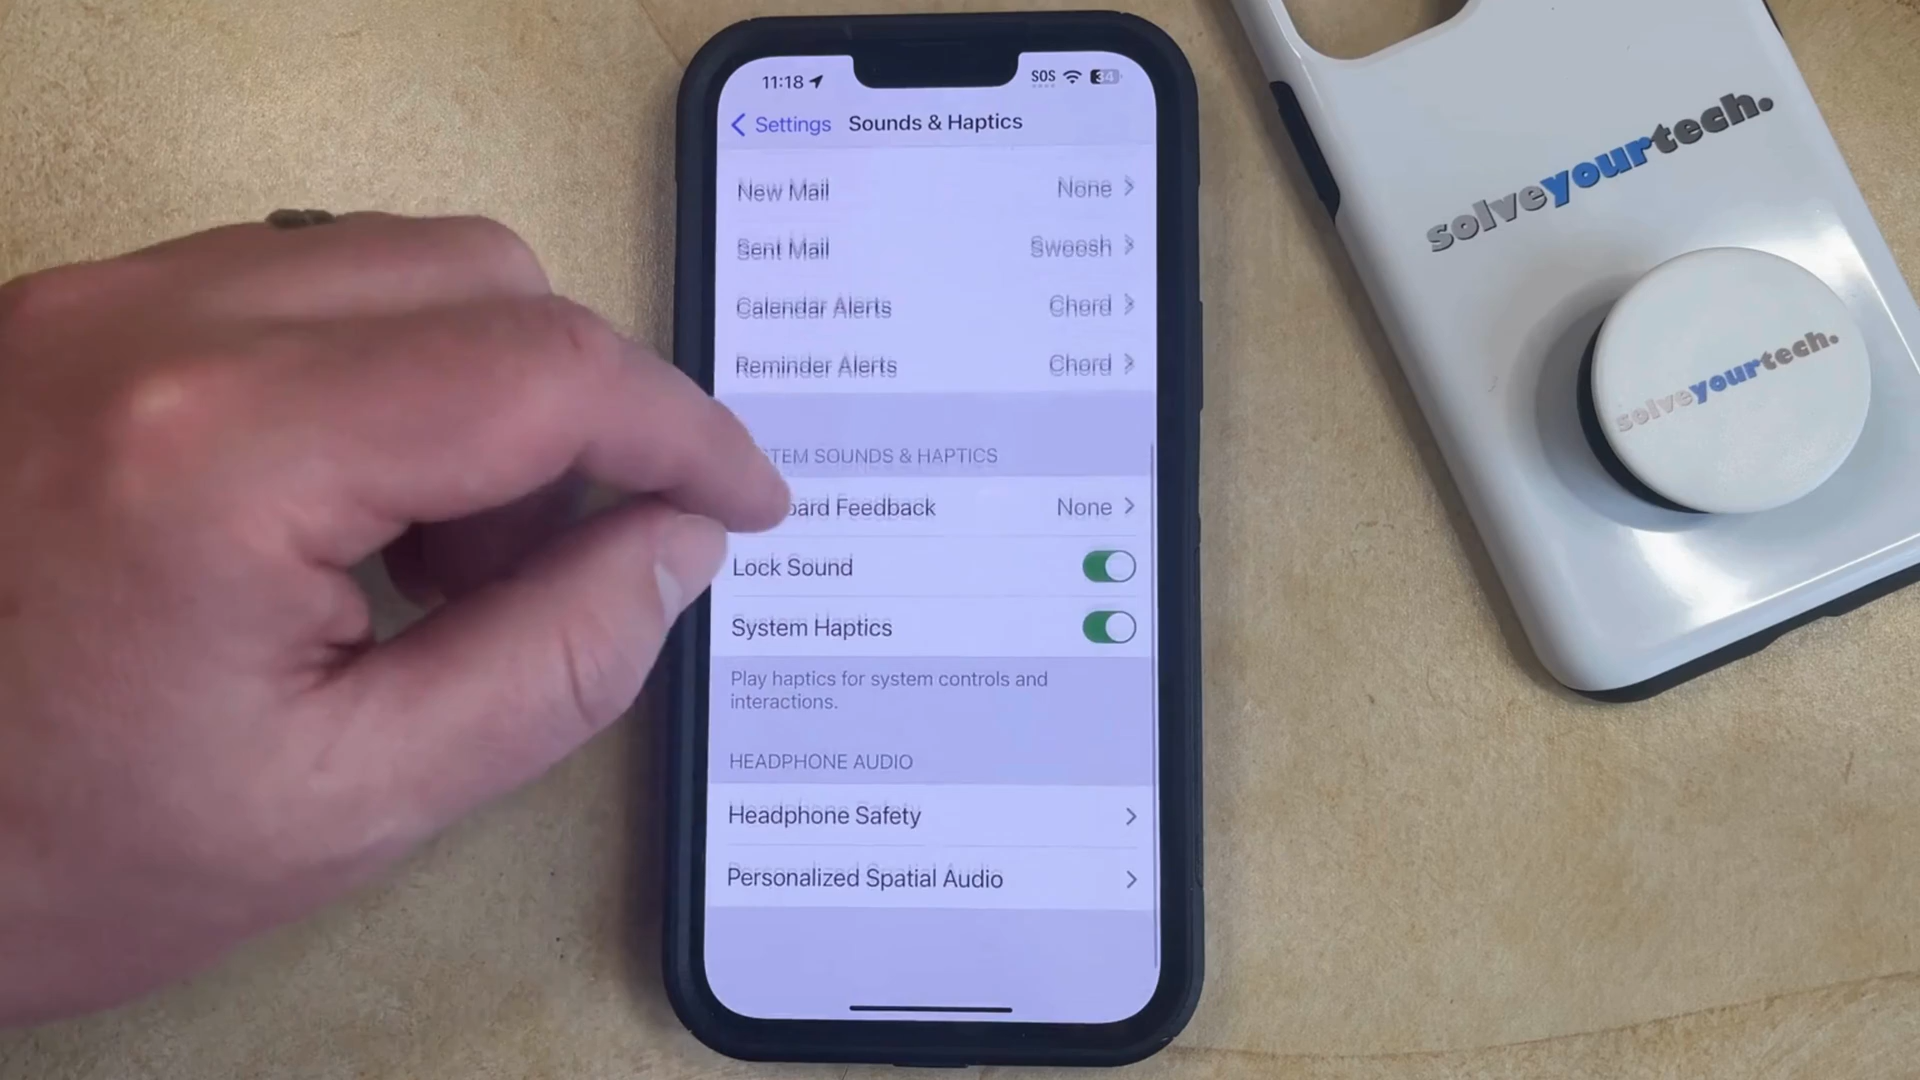 11:18
SOS 34
Settings Sounds & Haptics
New Mail None
Sent Mail Swoosh
Calendar Alerts Chord
Reminder Alerts Chord
TEM SOUNDS & HAPTICS
oard Feedback None
Lock Sound
System Haptics
Play haptics for system controls and
interactions.
HEADPHONE AUDIO
Headphone Safety
Personalized Spatial Audio
solveyourtech.
solveyourtech.